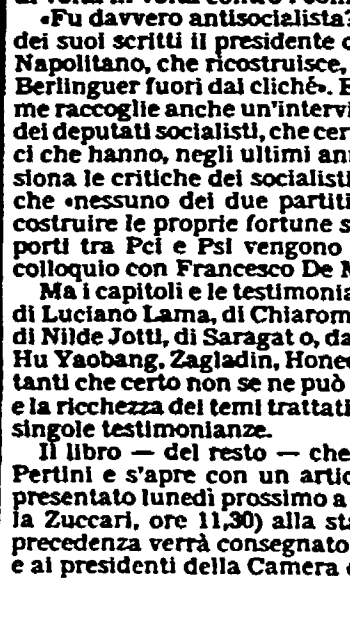 «Fu davvero antisocialista?
dei suoi scritti il presidente
Napolitano, che ricostruisce,
Berlinguer fuori dai cliché». E
me raccoglie anche un'intervi
dei deputati socialisti, che cer
ci che hanno, negli ultimi an
siona le critiche dei socialisti
che «nessuno dei due partiti
costruire le proprie fortune s
porti tra Pci e Psi vengono
colloquio con Francesco De M
Ma i capitoli e le testimonia
di Luciano Lama, di Chiarom
di Nilde Jotti, di Saragat o, da
Hu Yaobang, Zagladin, Hone
tanti che certo non se ne può
e la ricchezza dei temi trattati
singole testimonianze.
Il libro — del resto — che
Pertini e s'apre con un artic
presentato lunedì prossimo a
la Zuccari, ore 11,30) alla sta
precedenza verrà consegnato
e ai presidenti della Camera